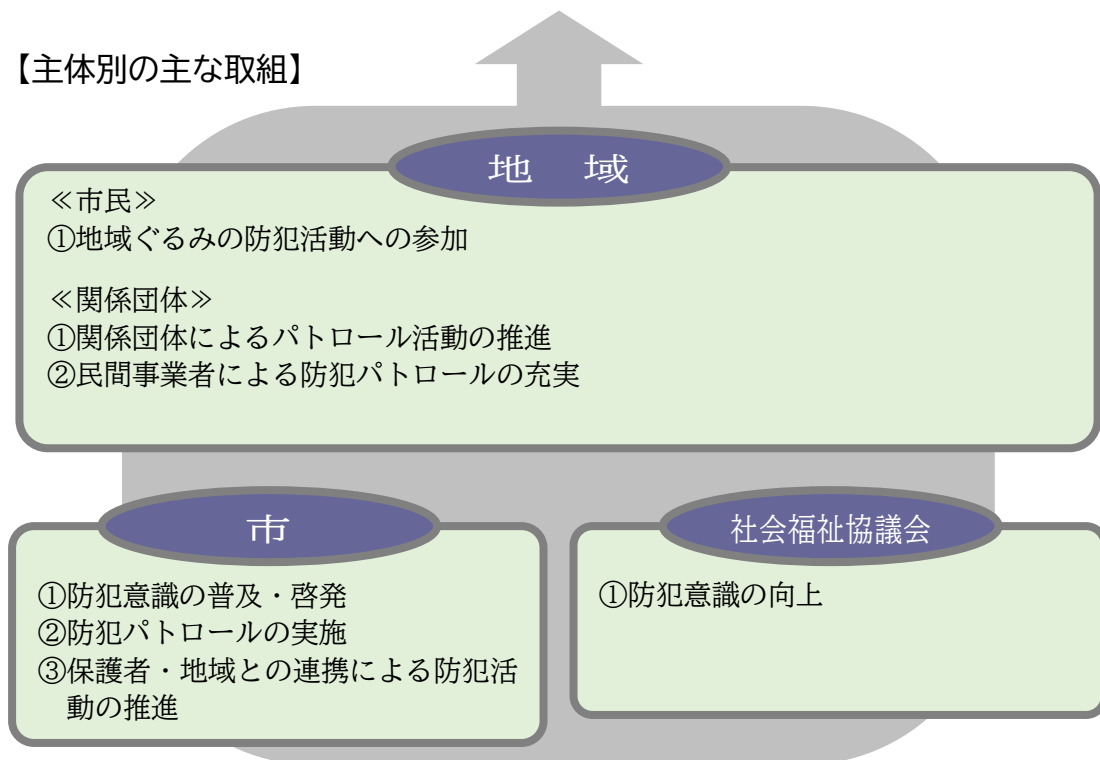 【主体別の主な取組】
地　域
≪市民≫
①地域ぐるみの防犯活動への参加
≪関係団体≫
①関係団体によるパトロール活動の推進
②民間事業者による防犯パトロールの充実
市
①防犯意識の普及・啓発
②防犯パトロールの実施
③保護者・地域との連携による防犯活
動の推進
社会福祉協議会
①防犯意識の向上